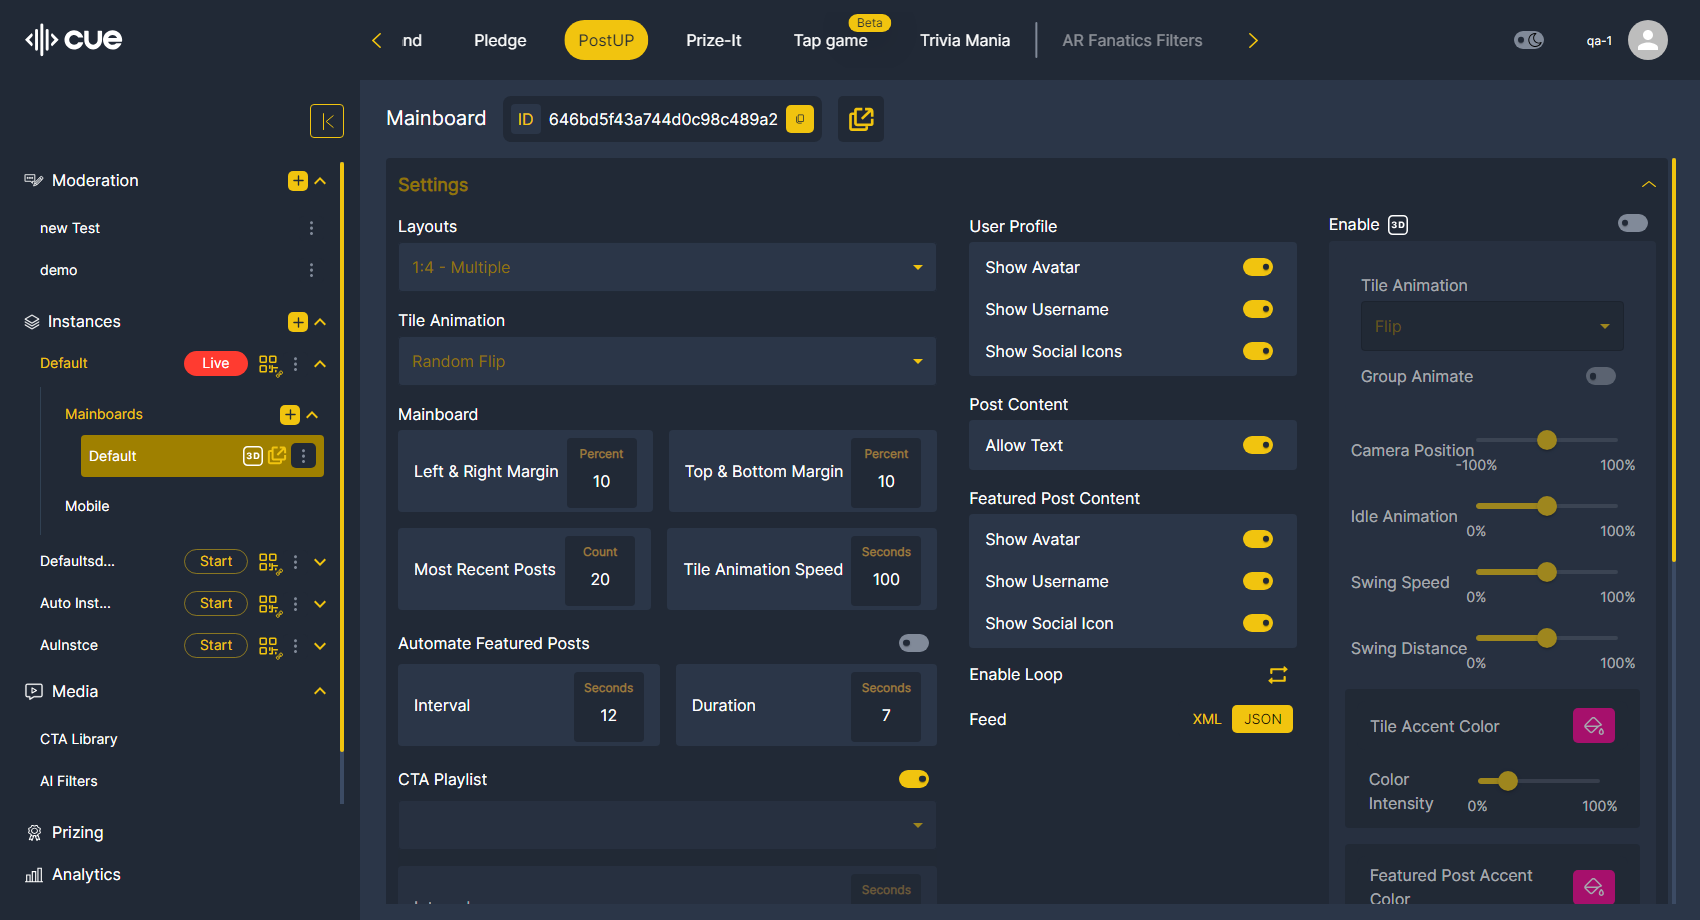 cue
nd
Pledge
PostUP
Prize-It
Beta
Tap game
Trivia Mania
AR Fanatics Filters
qa-1
Moderation
new Test
demo
Instances
Default
Live
Mainboards
Default
3D
Mobile
Defaultsd...
Start
Auto Inst...
Start
AuInstce
Start
Media
CTA Library
AI Filters
Prizing
Analytics
Mainboard
ID
646bd5f43a744d0c98c489a2
Settings
Layouts
1:4 - Multiple
Tile Animation
Random Flip
Mainboard
Left & Right Margin
Percent
10
Top & Bottom Margin
Percent
10
Most Recent Posts
Count
20
Tile Animation Speed
Seconds
100
Automate Featured Posts
Interval
Seconds
12
Duration
Seconds
7
CTA Playlist
Seconds
User Profile
Show Avatar
Show Username
Show Social Icons
Post Content
Allow Text
Featured Post Content
Show Avatar
Show Username
Show Social Icon
Enable Loop
Feed
XML
JSON
Enable
3D
Tile Animation
Flip
Group Animate
Camera Position
-100%
100%
Idle Animation
0%
100%
Swing Speed
0%
100%
Swing Distance
0%
100%
Tile Accent Color
Color
Intensity
0%
100%
Featured Post Accent
Color